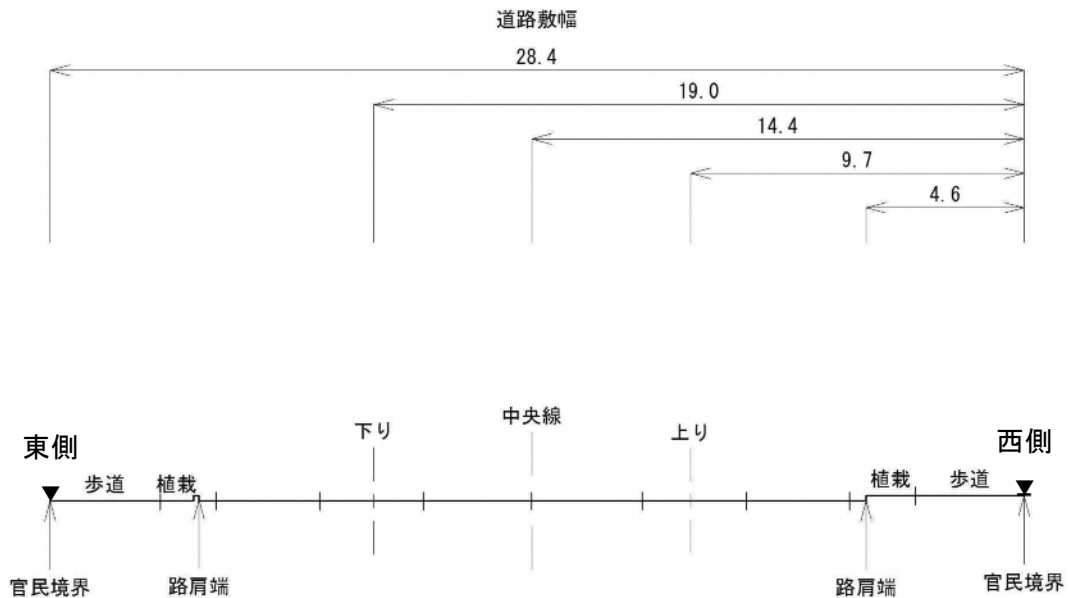 道路敷幅
28.4
19.0
14.4
9.7
4.6
東側
下り
中央線
上り
西側
歩道
植栽
植栽
歩道
官民境界
路肩端
路肩端
官民境界